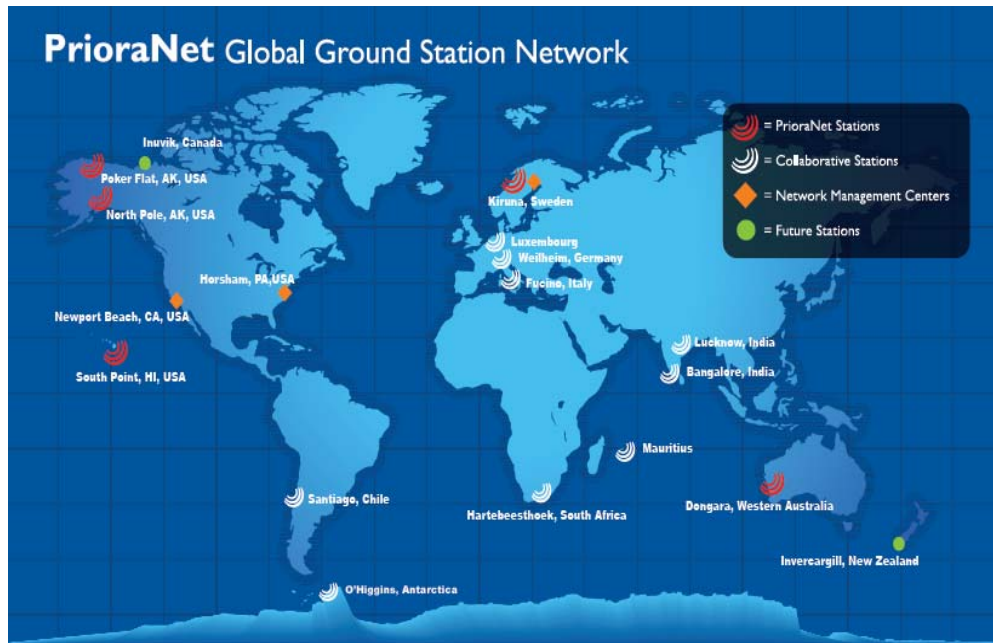 PrioraNet Global Ground Station Network
= PrioraNet Stations
= Collaborative Stations
= Network Management Centers
= Future Stations
Inuvik, Canada
Poker Flat, AK, USA
North Pole, AK, USA
Kiruna, Sweden
Luxembourg
Weilheim, Germany
Fucino, Italy
Horsham, PA,USA
Newport Beach, CA, USA
South Point, HI, USA
Lucknow, India
Bangalore, India
Mauritius
Santiago, Chile
Hartebeesthoek, South Africa
Dongara, Western Australia
Invercargill, New Zealand
O'Higgins, Antarctica